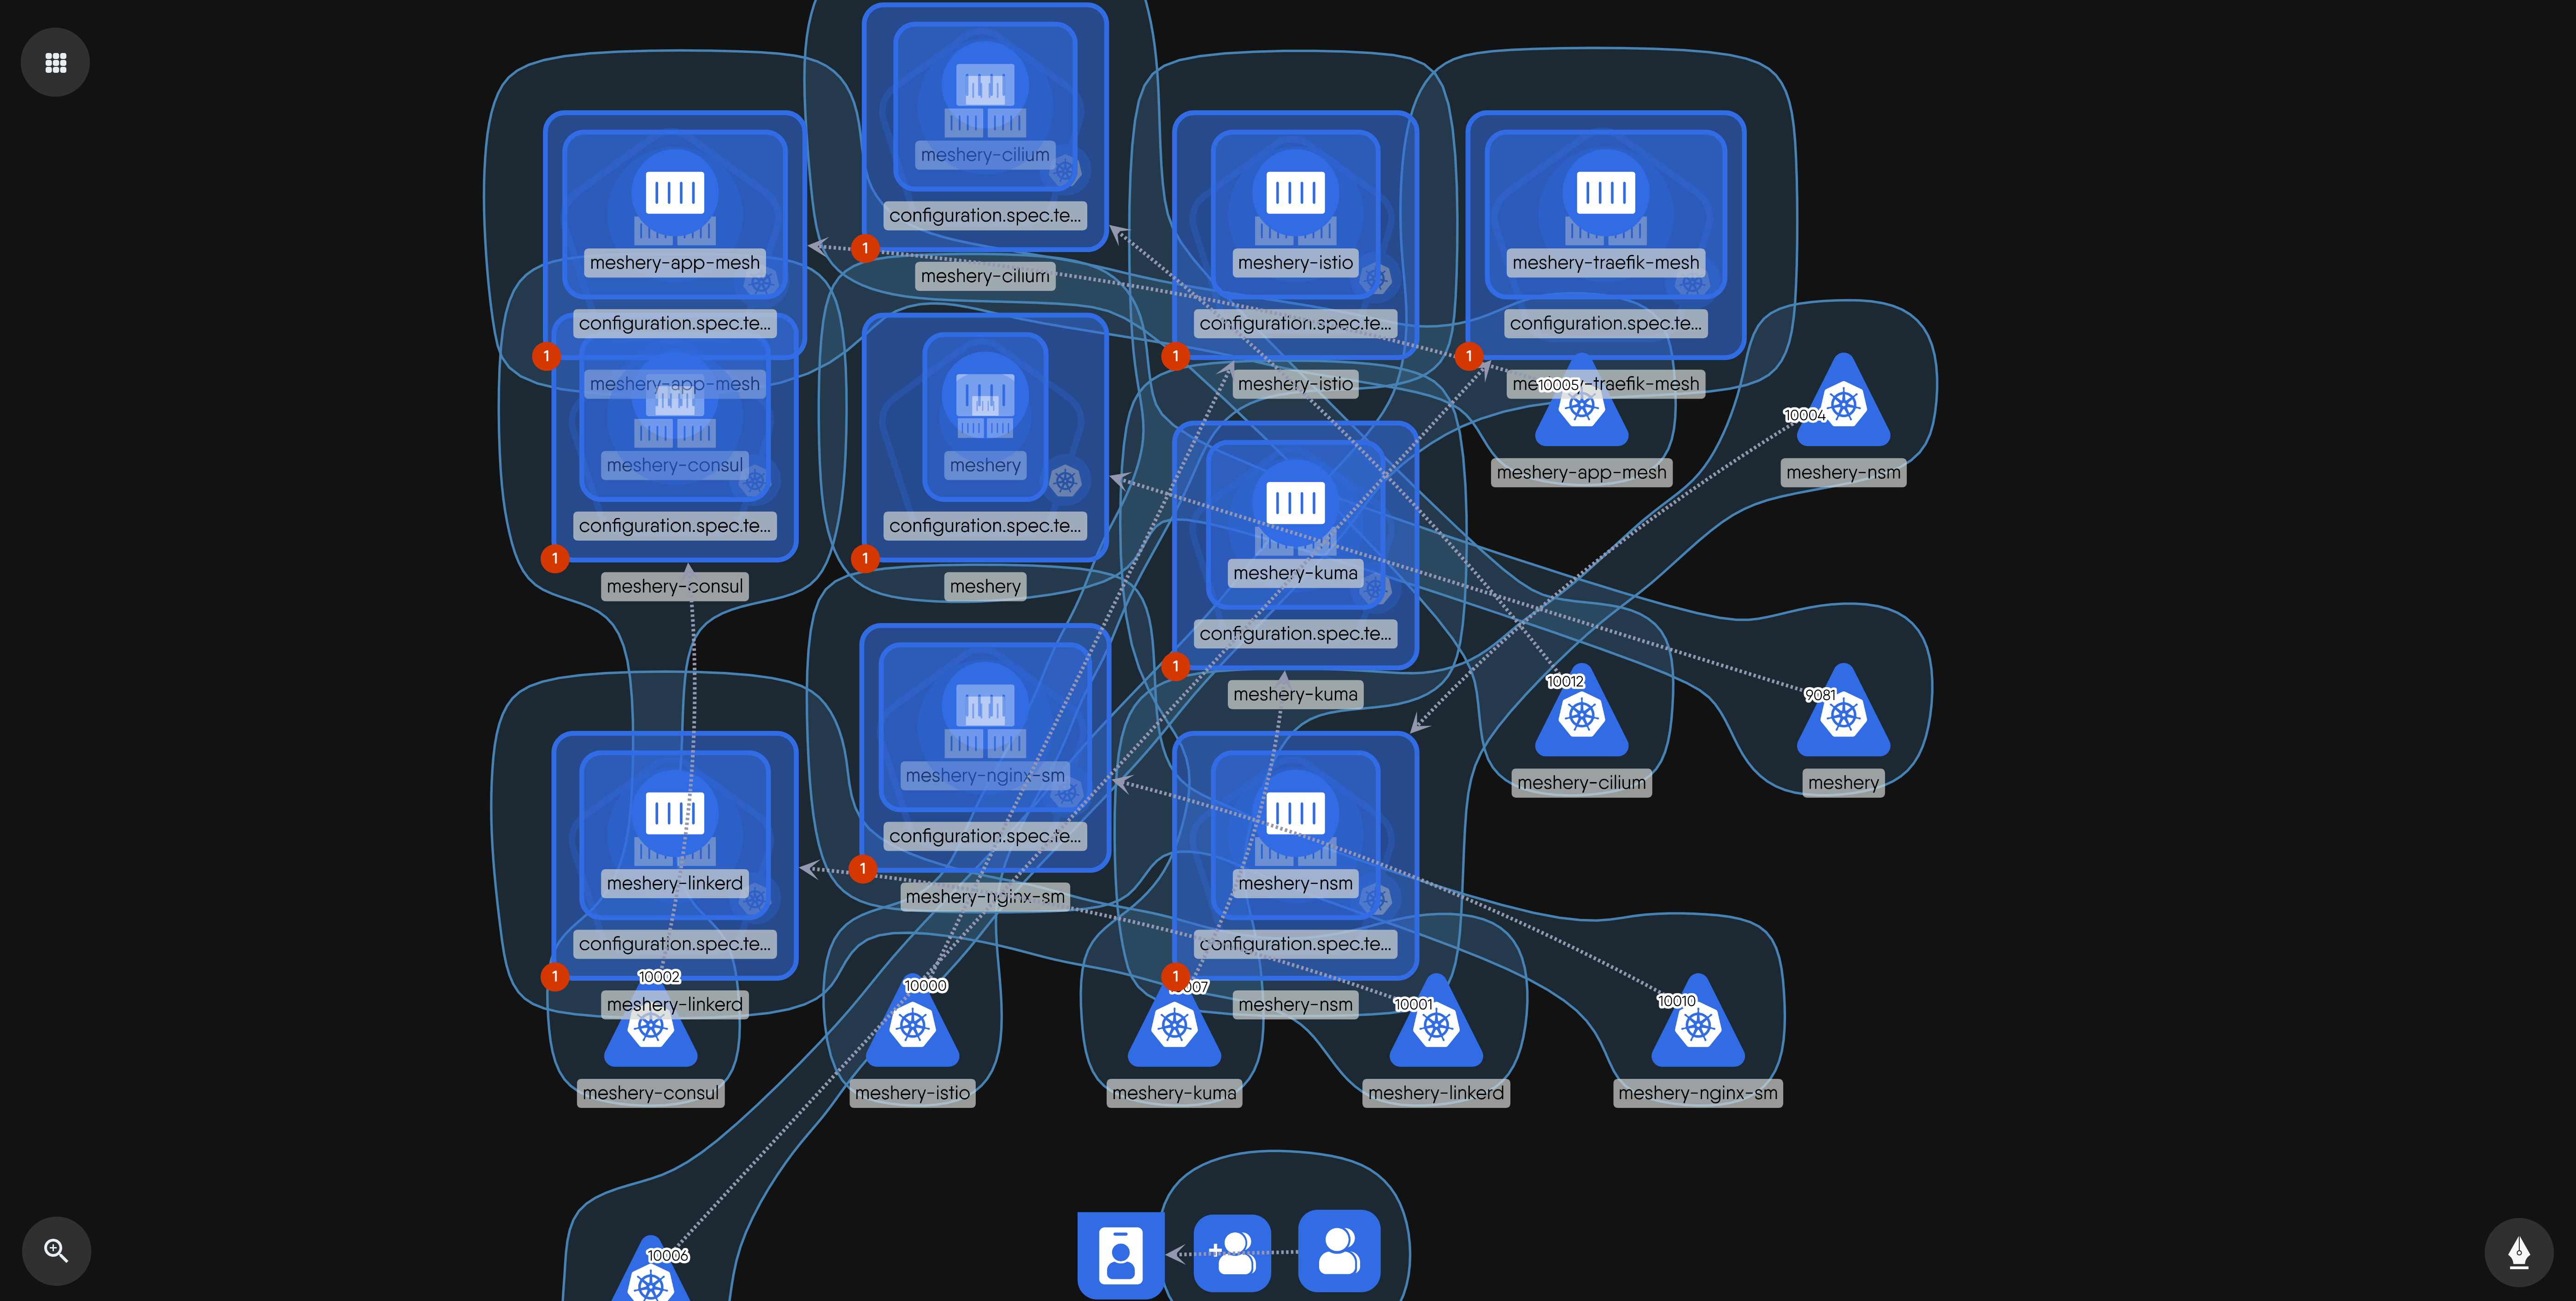 meshery-cilium
configuration.spec.te...
1
meshery-cilium
meshery-app-mesh
configuration.spec.te...
1
meshery-app-mesh
meshery-istio
configuration.spec.te...
1
meshery-istio
meshery-traefik-mesh
configuration.spec.te...
1
meshery-traefik-mesh
10005
meshery-app-mesh
10004
meshery-nsm
meshery-consul
configuration.spec.te...
1
meshery-consul
meshery
configuration.spec.te...
1
meshery
meshery-kuma
configuration.spec.te...
1
meshery-kuma
10012
meshery-cilium
9081
meshery
meshery-nginx-sm
configuration.spec.te...
1
meshery-nginx-sm
meshery-linkerd
configuration.spec.te...
1
meshery-linkerd
meshery-nsm
configuration.spec.te...
1
meshery-nsm
10002
meshery-consul
10000
meshery-istio
meshery-kuma
10001
meshery-linkerd
10010
meshery-nginx-sm
10006